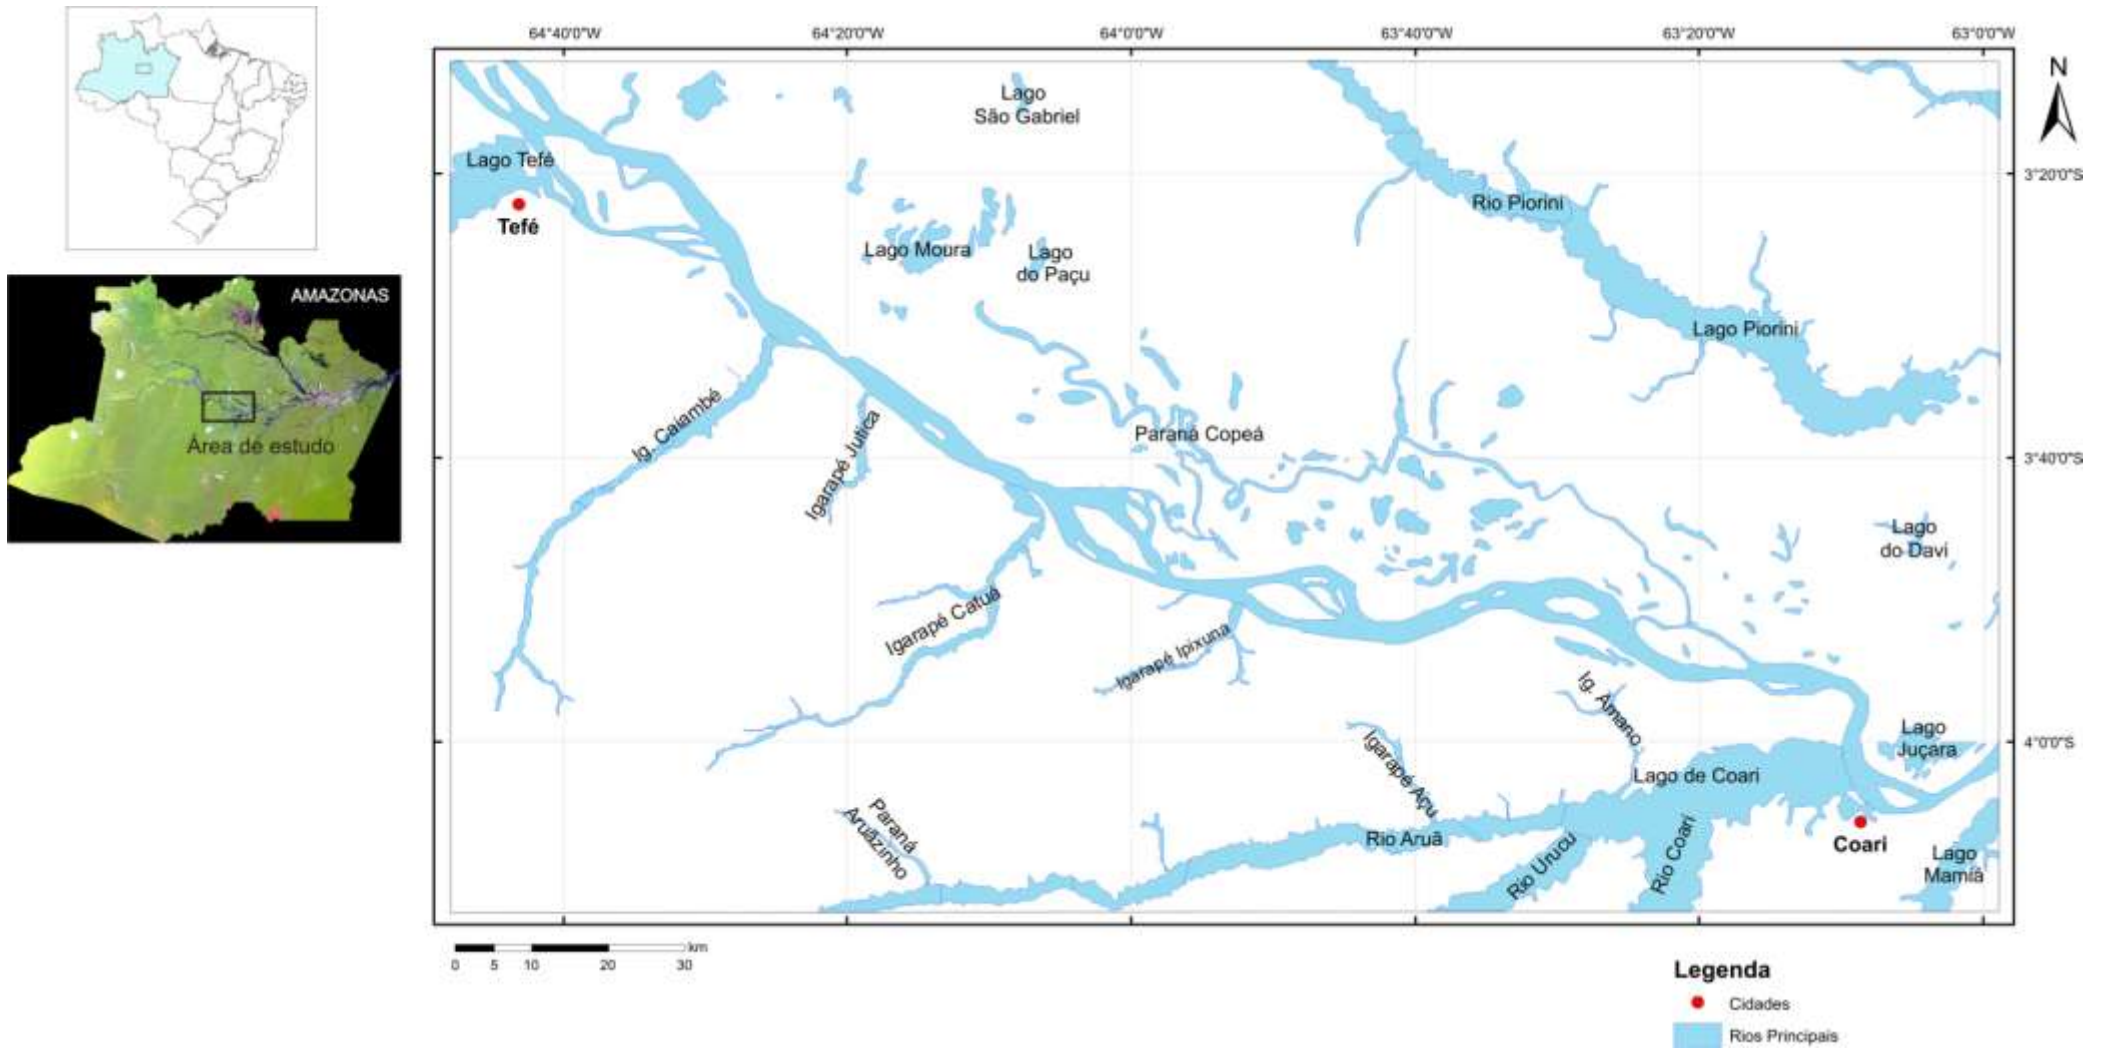 64°40'0"W 64°20'0"W 64°0'0"W 63°40'0"W 63°20'0"W 63°0'0"W
N
Lago
São Gabriel
Lago Tefé
3°20'0"S
Tefé
Rio Piorini
Lago Moura
Lago
do Paçu
AMAZONAS
Lago Piorini
Área de estudo
Ig. Caiambé
Igarapé Jutica
Paraná Copeá
3°40'0"S
Lago
do Davi
Igarapé Catuá
Igarapé Ipixuna
Ig. Amano
Igarapé Açu
Lago
Juçara
4°0'0"S
Lago de Coari
Paraná
Aruãzinho
Rio Aruã
Rio Urucu
Rio Coari
Coari
Lago
Mamiá
km
0 5 10 20 30
Legenda
Cidades
Rios Principais